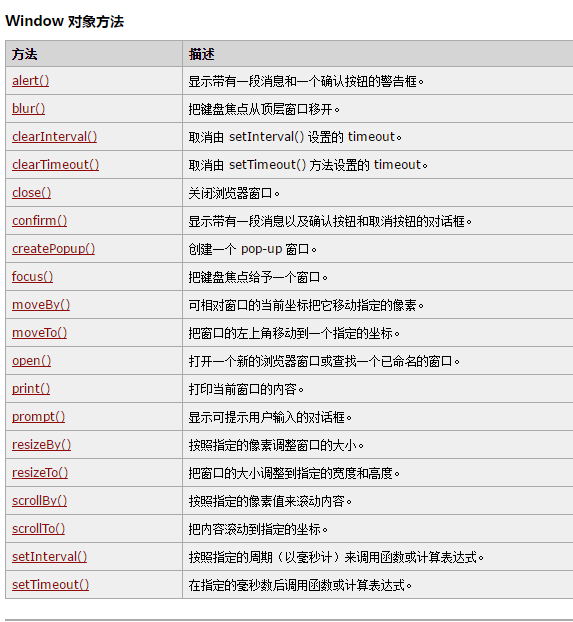 Window 对象方法
方法 描述
alert() 显示带有一段消息和一个确认按钮的警告框。
blur() 把键盘焦点从顶层窗口移开。
clearInterval() 取消由 setInterval() 设置的 timeout。
clearTimeout() 取消由 setTimeout() 方法设置的 timeout。
close() 关闭浏览器窗口。
confirm() 显示带有一段消息以及确认按钮和取消按钮的对话框。
createPopup() 创建一个 pop-up 窗口。
focus() 把键盘焦点给予一个窗口。
moveBy() 可相对窗口的当前坐标把它移动指定的像素。
moveTo() 把窗口的左上角移动到一个指定的坐标。
open() 打开一个新的浏览器窗口或查找一个已命名的窗口。
print() 打印当前窗口的内容。
prompt() 显示可提示用户输入的对话框。
resizeBy() 按照指定的像素调整窗口的大小。
resizeTo() 把窗口的大小调整到指定的宽度和高度。
scrollBy() 按照指定的像素值来滚动内容。
scrollTo() 把内容滚动到指定的坐标。
setInterval() 按照指定的周期（以毫秒计）来调用函数或计算表达式。
setTimeout() 在指定的毫秒数后调用函数或计算表达式。